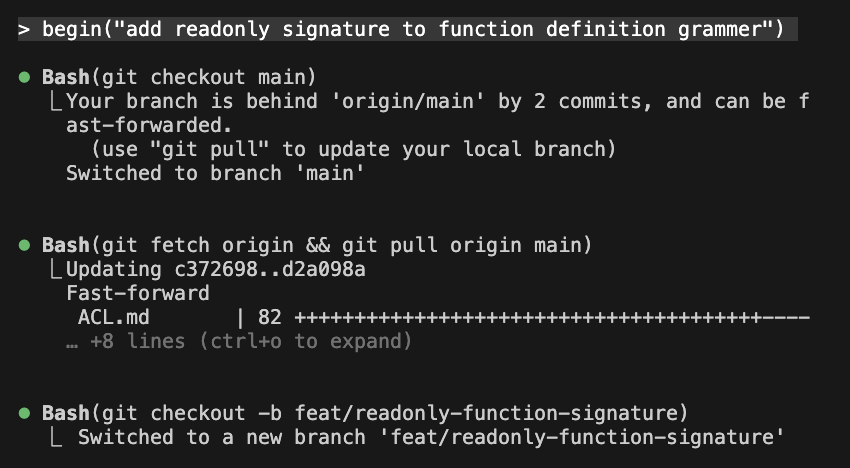 > begin("add readonly signature to function definition grammer")
● Bash(git checkout main)
⎿Your branch is behind 'origin/main' by 2 commits, and can be f
ast-forwarded.
(use "git pull" to update your local branch)
Switched to branch 'main'
● Bash(git fetch origin && git pull origin main)
⎿Updating c372698..d2a098a
Fast-forward
ACL.md | 82 +++++++++++++++++++++++++++++++++++++++----
… +8 lines (ctrl+o to expand)
● Bash(git checkout -b feat/readonly-function-signature)
⎿ Switched to a new branch 'feat/readonly-function-signature'